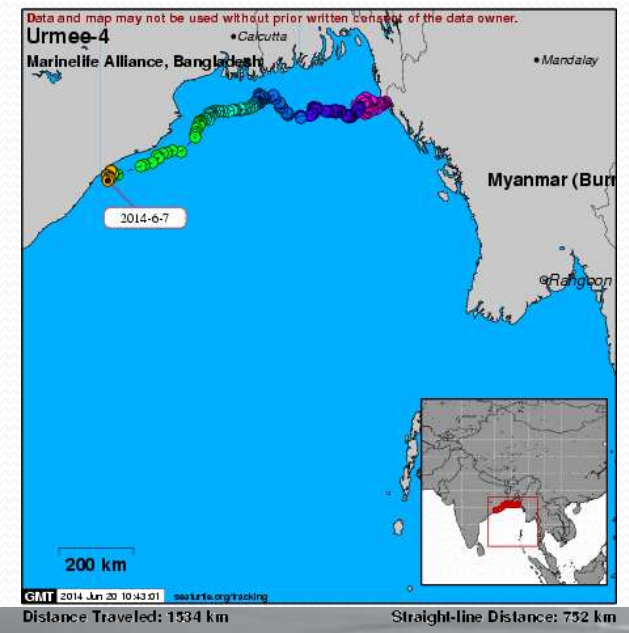 Data and map may not be used without prior written consent of the data owner.
Urmee-4
Calcutta
Marinelife Alliance, Bangladesh
Mandalay
Myanmar (Burr
2014-6-7
Rangoon
200 km
GMT 2014 Jun 20 10:43:01 seaturtle.org/tracking
Distance Traveled: 1534 km Straight-line Distance: 752 km